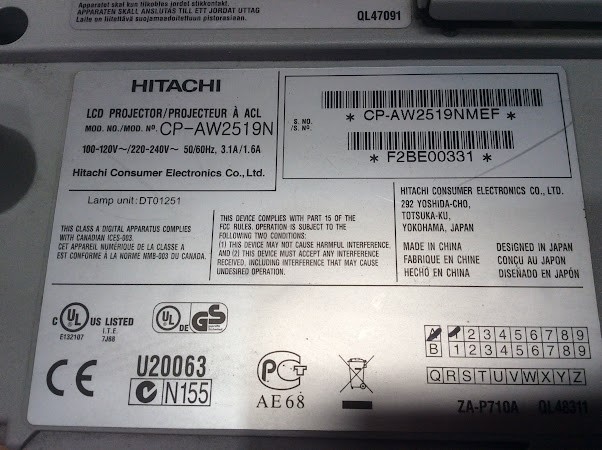 Apparatet skal kun tilkobles jordet stikkontakt.
APPARATEN SKALL ANSLUTAS TILL ETT JORDAT UTTAG
Laite on liitettävä suojamaadoitettuun pistorasiaan.
QL47091
HITACHI
LCD PROJECTOR/PROJECTEUR À ACL
MOD. NO./MOD. Nº. CP-AW2519N
100-120V~/220-240V~ 50/60Hz, 3.1A/1.6A
Hitachi Consumer Electronics Co., Ltd.
S. NO.
/S. Nº.
* CP-AW2519NMEF *
* F2BE00331 *
Lamp unit: DT01251
THIS CLASS A DIGITAL APPARATUS COMPLIES
WITH CANADIAN ICES-003.
CET APPAREIL NUMÉRIQUE DE LA CLASSE A
EST CONFORME À LA NORME NMB-003 DU CANADA.
THIS DEVICE COMPLIES WITH PART 15 OF THE
FCC RULES. OPERATION IS SUBJECT TO THE
FOLLOWING TWO CONDITIONS:
(1) THIS DEVICE MAY NOT CAUSE HARMFUL INTERFERENCE,
AND (2) THIS DEVICE MUST ACCEPT ANY INTERFERENCE
RECEIVED, INCLUDING INTERFERENCE THAT MAY CAUSE
UNDESIRED OPERATION.
HITACHI CONSUMER ELECTRONICS CO., LTD.
292 YOSHIDA-CHO,
TOTSUKA-KU,
YOKOHAMA, JAPAN
MADE IN CHINA DESIGNED IN JAPAN
FABRIQUE EN CHINE CONÇU AU JAPON
HECHO EN CHINA DISEÑADO EN JAPÓN
C UL US LISTED
E132107 I.T.E. 7J88
UL DE GS
CE
U20063
N155
PCT
AE68
A 1 2 3 4 5 6 7 8 9
B 1 2 3 4 5 6 7 8 9
Q R S T U V W X Y Z
ZA-P710A QL48311